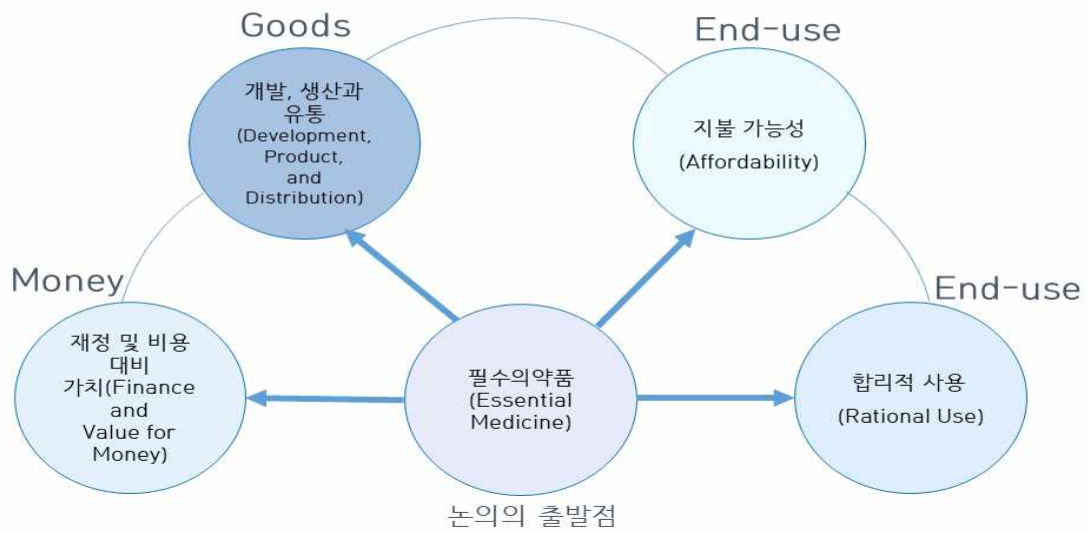 Goods
개발, 생산과
유통
(Development,
Product,
and
Distribution)
End-use
지불 가능성
(Affordability)
Money
재정 및 비용
대비
가치(Finance
and
Value for
Money)
필수의약품
(Essential
Medicine)
논의의 출발점
End-use
합리적 사용
(Rational Use)